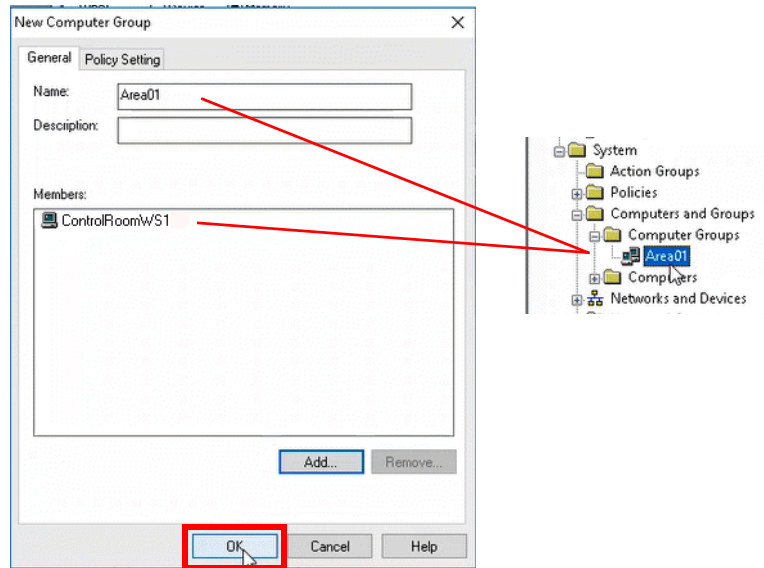 New Computer Group
General Policy Setting
Name: Area01
Description:
Members:
ControlRoomWS1
Add... Remove...
OK Cancel Help
System
Action Groups
Policies
Computers and Groups
Computer Groups
Area01
Computers
Networks and Devices